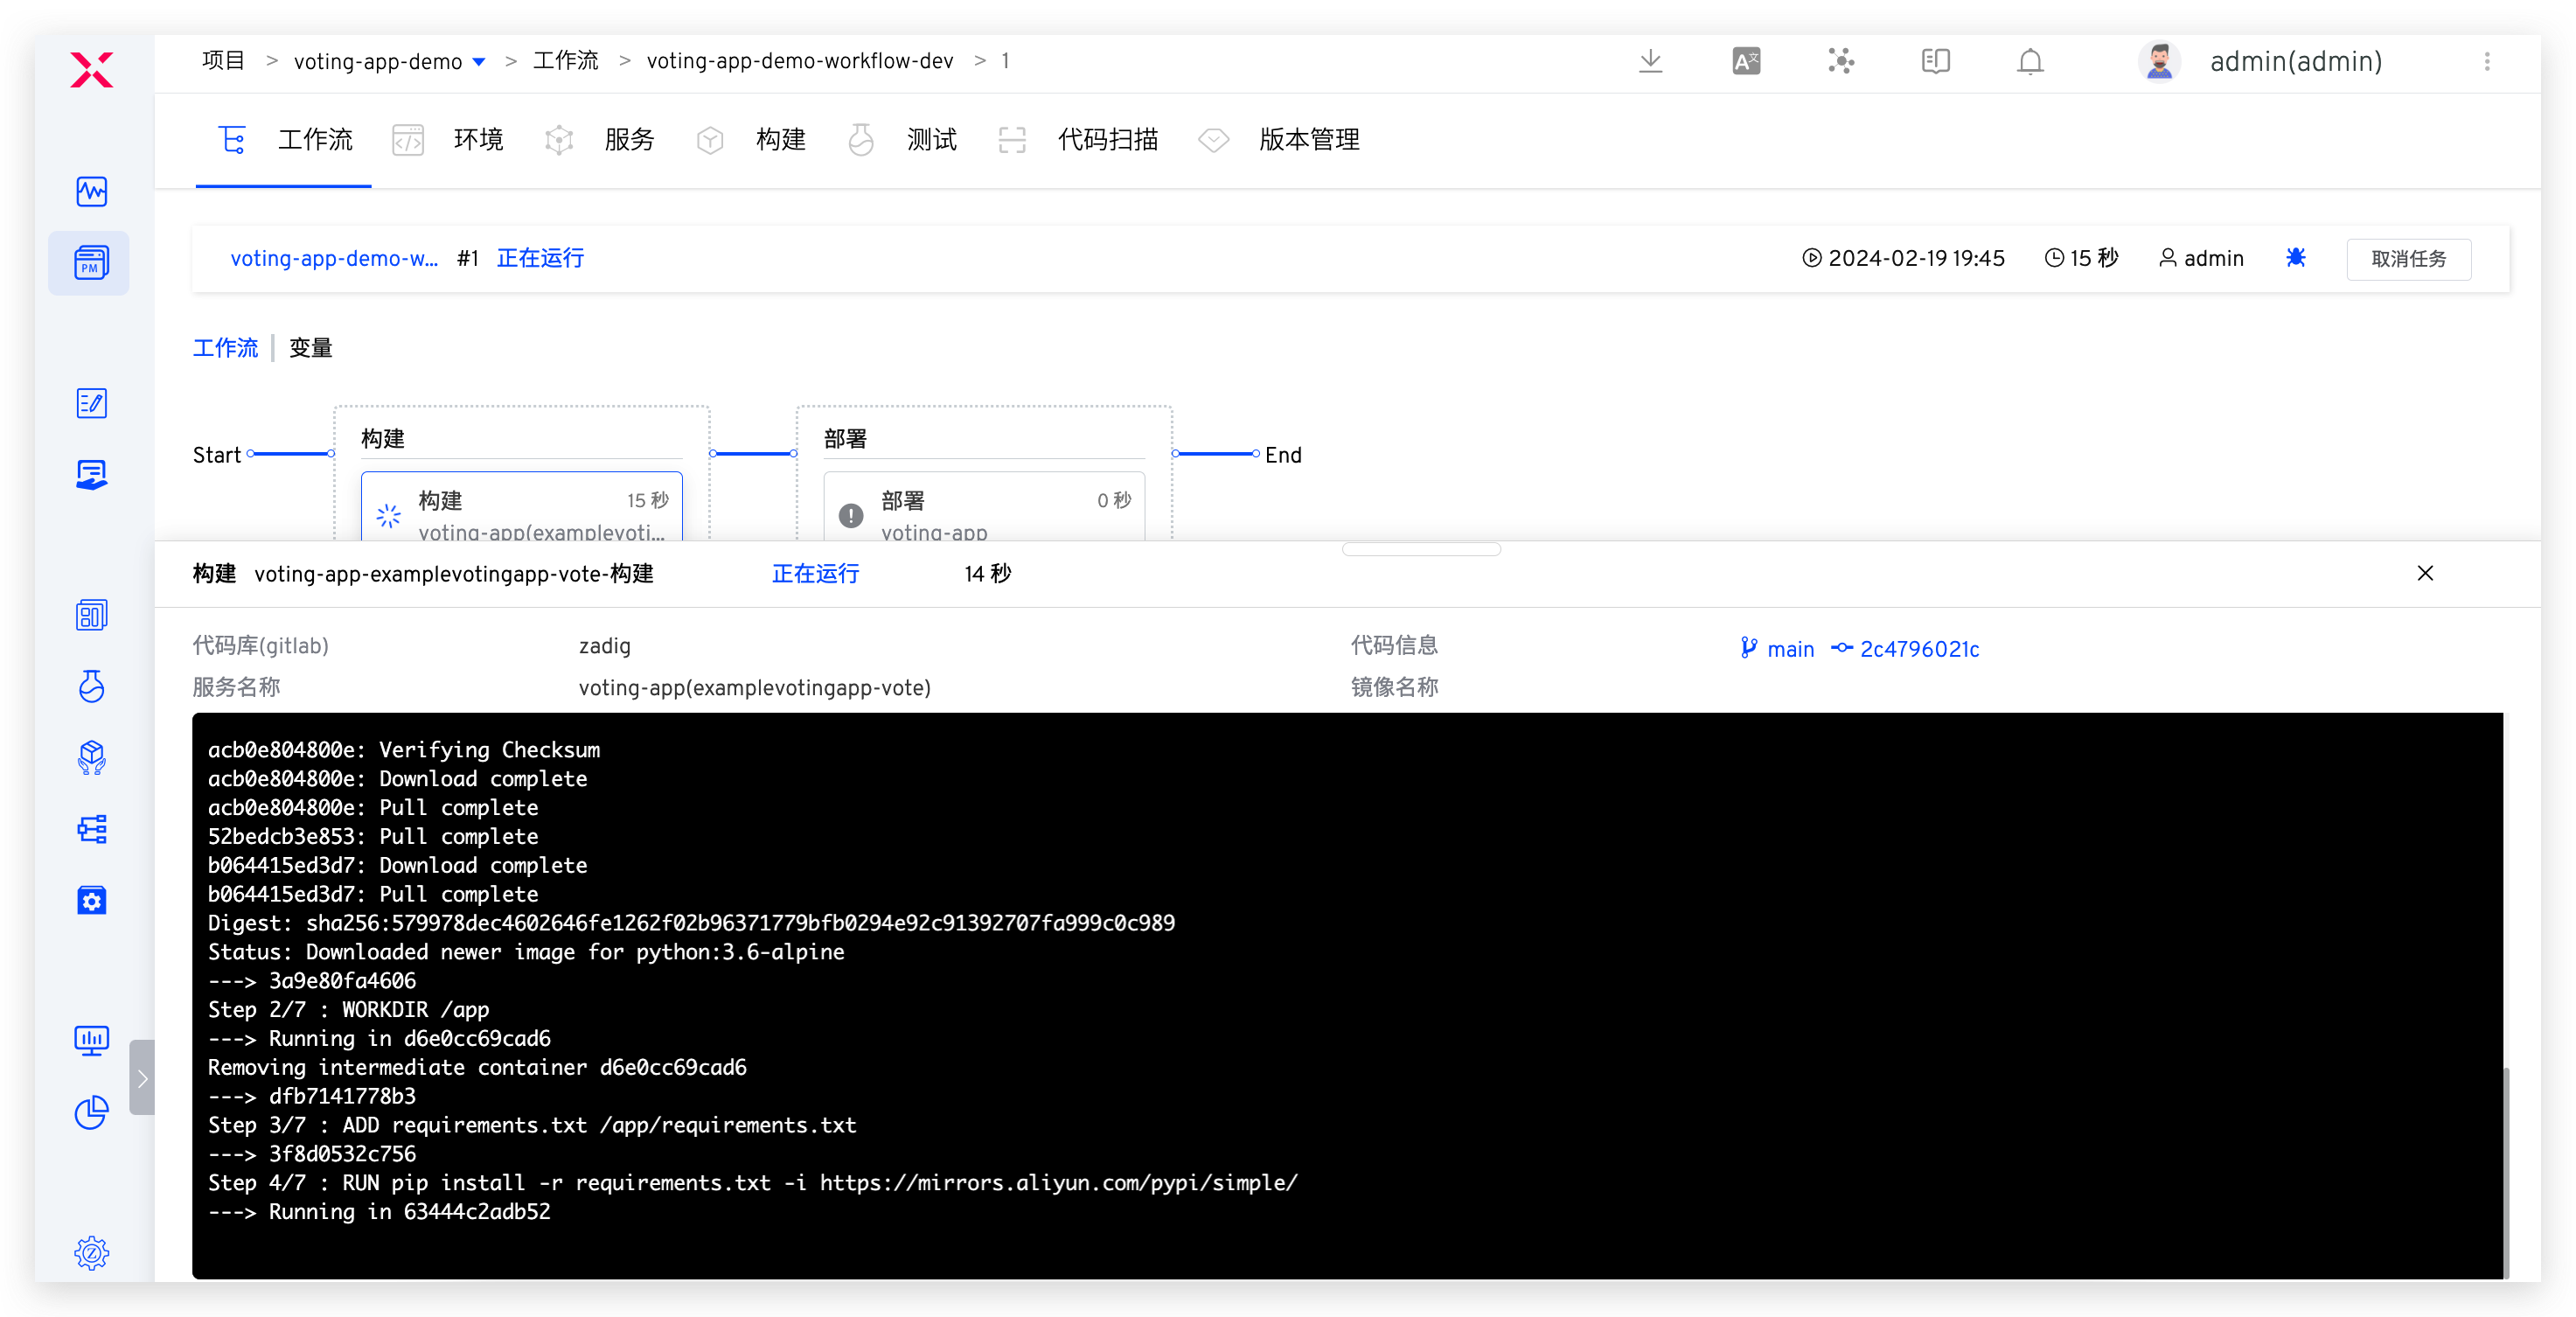 项目 > voting-app-demo > 工作流 > voting-app-demo-workflow-dev > 1
admin(admin)
工作流 环境 服务 构建 测试 代码扫描 版本管理
PM
voting-app-demo-w... #1 正在运行 2024-02-19 19:45 15 秒 admin 取消任务
工作流 变量
Start 构建 部署 End
构建 15 秒 部署 0 秒
voting-app(examplevoti... voting-app
构建 voting-app-examplevotingapp-vote-构建 正在运行 14 秒
代码库(gitlab) zadig 代码信息 main 2c4796021c
服务名称 voting-app(examplevotingapp-vote) 镜像名称
acb0e804800e: Verifying Checksum
acb0e804800e: Download complete
acb0e804800e: Pull complete
52bedcb3e853: Pull complete
b064415ed3d7: Download complete
b064415ed3d7: Pull complete
Digest: sha256:579978dec4602646fe1262f02b96371779bfb0294e92c91392707fa999c0c989
Status: Downloaded newer image for python:3.6-alpine
---> 3a9e80fa4606
Step 2/7 : WORKDIR /app
---> Running in d6e0cc69cad6
Removing intermediate container d6e0cc69cad6
---> dfb7141778b3
Step 3/7 : ADD requirements.txt /app/requirements.txt
---> 3f8d0532c756
Step 4/7 : RUN pip install -r requirements.txt -i https://mirrors.aliyun.com/pypi/simple/
---> Running in 63444c2adb52